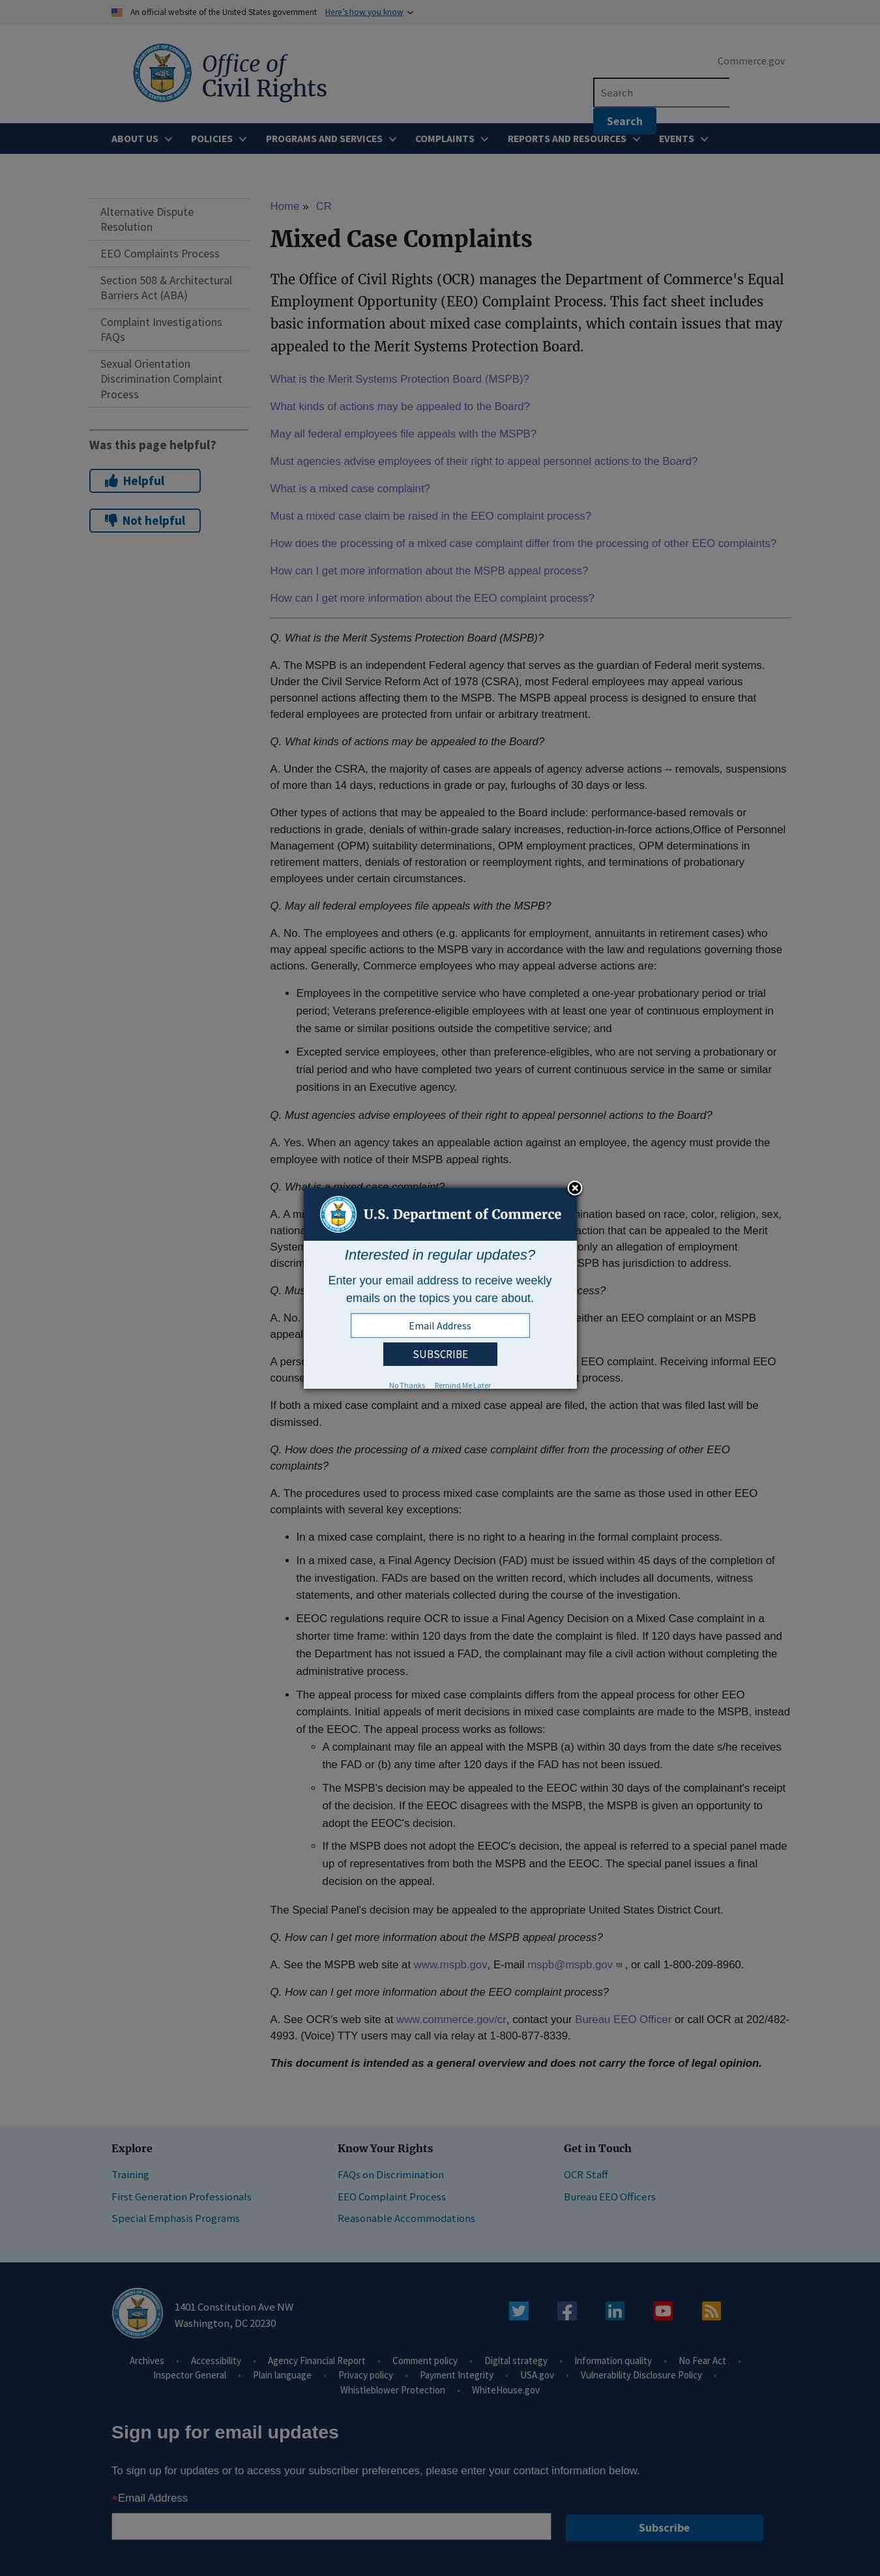 An official website of the United States government Here's how you know
Office of
Civil Rights
Commerce.gov
Search
Search
ABOUT US
POLICIES
PROGRAMS AND SERVICES
COMPLAINTS
REPORTS AND RESOURCES
EVENTS
Alternative Dispute
Resolution
EEO Complaints Process
Section 508 & Architectural
Barriers Act (ABA)
Complaint Investigations
FAQs
Sexual Orientation
Discrimination Complaint
Process
Was this page helpful?
Helpful
Not helpful
Home » CR
Mixed Case Complaints
The Office of Civil Rights (OCR) manages the Department of Commerce's Equal
Employment Opportunity (EEO) Complaint Process. This fact sheet includes
basic information about mixed case complaints, which contain issues that may
appealed to the Merit Systems Protection Board.
What is the Merit Systems Protection Board (MSPB)?
What kinds of actions may be appealed to the Board?
May all federal employees file appeals with the MSPB?
Must agencies advise employees of their right to appeal personnel actions to the Board?
What is a mixed case complaint?
Must a mixed case claim be raised in the EEO complaint process?
How does the processing of a mixed case complaint differ from the processing of other EEO complaints?
How can I get more information about the MSPB appeal process?
How can I get more information about the EEO complaint process?
Q. What is the Merit Systems Protection Board (MSPB)?
A. The MSPB is an independent Federal agency that serves as the guardian of Federal merit systems.
Under the Civil Service Reform Act of 1978 (CSRA), most Federal employees may appeal various
personnel actions affecting them to the MSPB. The MSPB appeal process is designed to ensure that
federal employees are protected from unfair or arbitrary treatment.
Q. What kinds of actions may be appealed to the Board?
A. Under the CSRA, the majority of cases are appeals of agency adverse actions -- removals, suspensions
of more than 14 days, reductions in grade or pay, furloughs of 30 days or less.
Other types of actions that may be appealed to the Board include: performance-based removals or
reductions in grade, denials of within-grade salary increases, reduction-in-force actions,Office of Personnel
Management (OPM) suitability determinations, OPM employment practices, OPM determinations in
retirement matters, denials of restoration or reemployment rights, and terminations of probationary
employees under certain circumstances.
Q. May all federal employees file appeals with the MSPB?
A. No. The employees and others (e.g. applicants for employment, annuitants in retirement cases) who
may appeal specific actions to the MSPB vary in accordance with the law and regulations governing those
actions. Generally, Commerce employees who may appeal adverse actions are:
• Employees in the competitive service who have completed a one-year probationary period or trial
period; Veterans preference-eligible employees with at least one year of continuous employment in
the same or similar positions outside the competitive service; and
• Excepted service employees, other than preference-eligibles, who are not serving a probationary or
trial period and who have completed two years of current continuous service in the same or similar
positions in an Executive agency.
Q. Must agencies advise employees of their right to appeal personnel actions to the Board?
A. Yes. When an agency takes an appealable action against an employee, the agency must provide the
employee with notice of their MSPB appeal rights.
Q. What is a mixed case complaint?
A. A mi
mination based on race, color, religion, sex,
nation
action that can be appealed to the Merit
System
only an allegation of employment
discrim
SPB has jurisdiction to address.
Q. Mus
cess?
A. No.
either an EEO complaint or an MSPB
appeal
A perso
EEO complaint. Receiving informal EEO
counse
t process.
U.S. Department of Commerce
Interested in regular updates?
Enter your email address to receive weekly
emails on the topics you care about.
Email Address
SUBSCRIBE
No Thanks Remind Me Later
If both a mixed case complaint and a mixed case appeal are filed, the action that was filed last will be
dismissed.
Q. How does the processing of a mixed case complaint differ from the processing of other EEO
complaints?
A. The procedures used to process mixed case complaints are the same as those used in other EEO
complaints with several key exceptions:
• In a mixed case complaint, there is no right to a hearing in the formal complaint process.
• In a mixed case, a Final Agency Decision (FAD) must be issued within 45 days of the completion of
the investigation. FADs are based on the written record, which includes all documents, witness
statements, and other materials collected during the course of the investigation.
• EEOC regulations require OCR to issue a Final Agency Decision on a Mixed Case complaint in a
shorter time frame: within 120 days from the date the complaint is filed. If 120 days have passed and
the Department has not issued a FAD, the complainant may file a civil action without completing the
administrative process.
• The appeal process for mixed case complaints differs from the appeal process for other EEO
complaints. Initial appeals of merit decisions in mixed case complaints are made to the MSPB, instead
of the EEOC. The appeal process works as follows:
◦ A complainant may file an appeal with the MSPB (a) within 30 days from the date s/he receives
the FAD or (b) any time after 120 days if the FAD has not been issued.
◦ The MSPB's decision may be appealed to the EEOC within 30 days of the complainant's receipt
of the decision. If the EEOC disagrees with the MSPB, the MSPB is given an opportunity to
adopt the EEOC's decision.
◦ If the MSPB does not adopt the EEOC's decision, the appeal is referred to a special panel made
up of representatives from both the MSPB and the EEOC. The special panel issues a final
decision on the appeal.
The Special Panel's decision may be appealed to the appropriate United States District Court.
Q. How can I get more information about the MSPB appeal process?
A. See the MSPB web site at www.mspb.gov, E-mail mspb@mspb.gov , or call 1-800-209-8960.
Q. How can I get more information about the EEO complaint process?
A. See OCR's web site at www.commerce.gov/cr, contact your Bureau EEO Officer or call OCR at 202/482-
4993. (Voice) TTY users may call via relay at 1-800-877-8339.
This document is intended as a general overview and does not carry the force of legal opinion.
Explore
Training
First Generation Professionals
Special Emphasis Programs
Know Your Rights
FAQs on Discrimination
EEO Complaint Process
Reasonable Accommodations
Get in Touch
OCR Staff
Bureau EEO Officers
1401 Constitution Ave NW
Washington, DC 20230
Archives • Accessibility • Agency Financial Report • Comment policy • Digital strategy • Information quality • No Fear Act •
Inspector General • Plain language • Privacy policy • Payment Integrity • USA.gov • Vulnerability Disclosure Policy •
Whistleblower Protection • WhiteHouse.gov
Sign up for email updates
To sign up for updates or to access your subscriber preferences, please enter your contact information below.
*Email Address
Subscribe